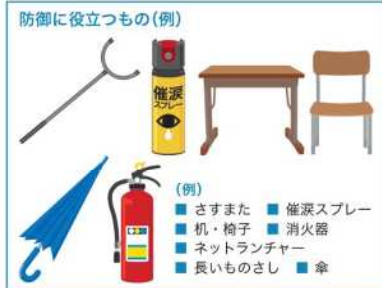 防御に役立つもの(例)
催涙
スプレー
(例)
■ さすまた ■ 催涙スプレー
■ 机・椅子 ■ 消火器
■ ネットランチャー
■ 長いものさし ■ 傘